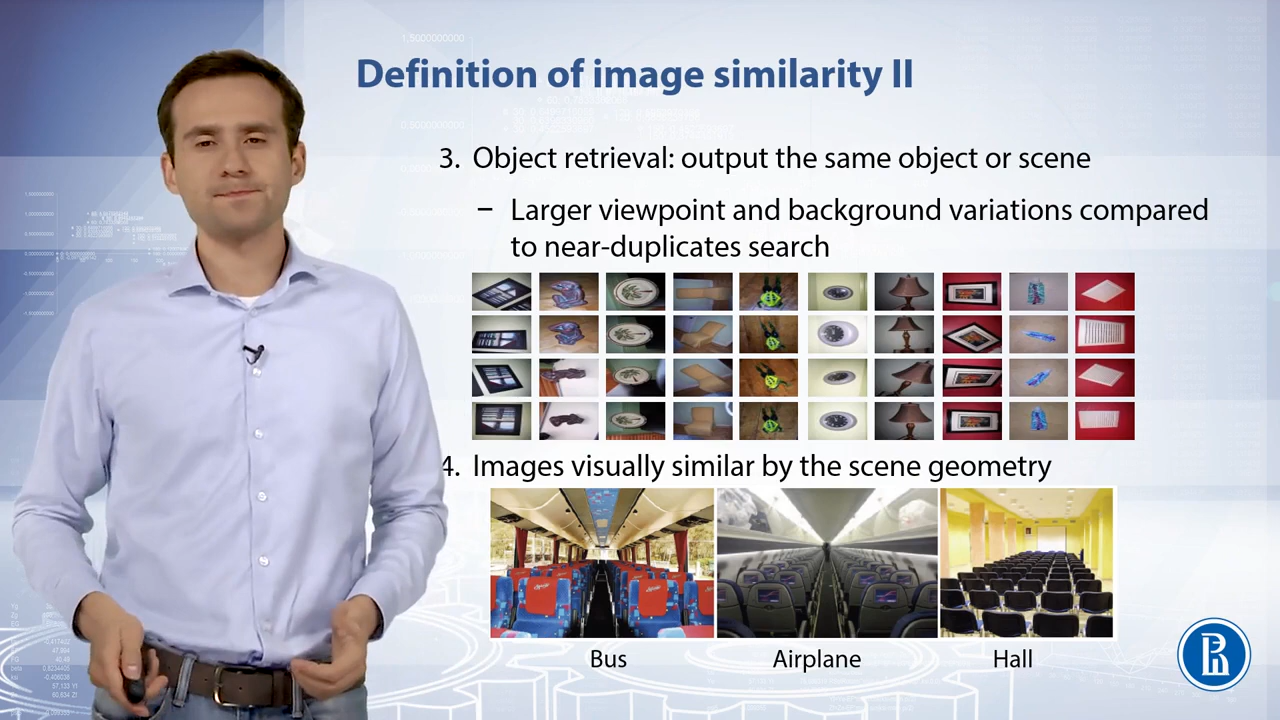 Definition of image similarity II
3. Object retrieval: output the same object or scene
– Larger viewpoint and background variations compared
to near-duplicates search
4. Images visually similar by the scene geometry
Bus
Airplane
Hall